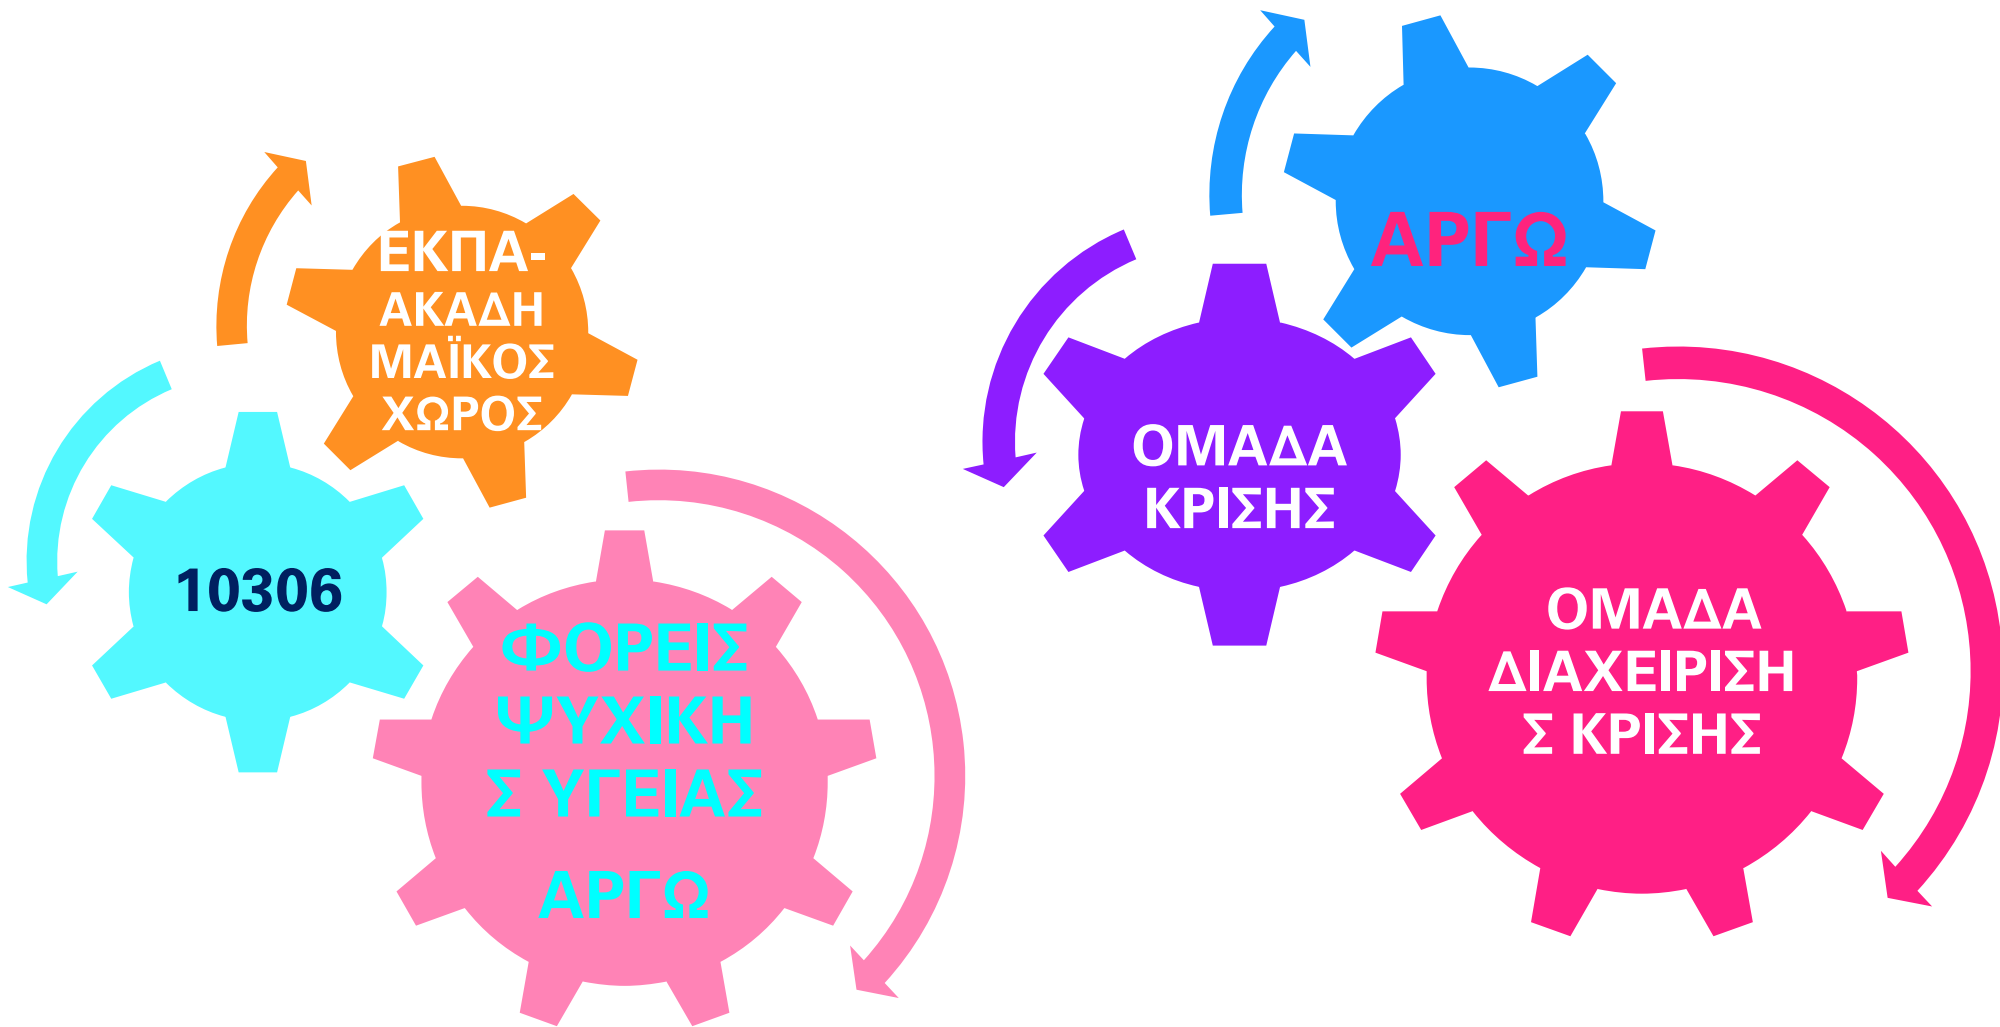 ΕΚΠΑ-
ΑΚΑΔΗ
ΜΑΪΚΟΣ
ΧΩΡΟΣ
10306
ΦΟΡΕΙΣ
ΨΥΧΙΚΗ
Σ ΥΓΕΙΑΣ
ΑΡΓΩ
ΑΡΓΩ
ΟΜΑΔΑ
ΚΡΙΣΗΣ
ΟΜΑΔΑ
ΔΙΑΧΕΙΡΙΣΗ
Σ ΚΡΙΣΗΣ